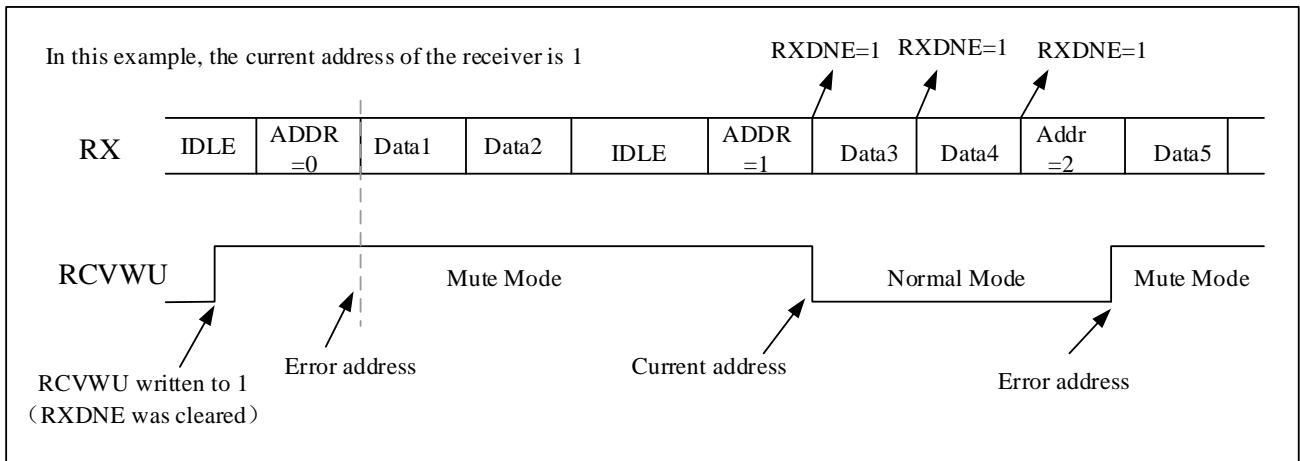 RXDNE=1 RXDNE=1 RXDNE=1
In this example, the current address of the receiver is 1
RX IDLE ADDR =0 Data1 Data2 IDLE ADDR =1 Data3 Data4 Addr =2 Data5
RCVWU Mute Mode Normal Mode Mute Mode
Error address Current address Error address
RCVWU written to 1
(RXDNE was cleared)